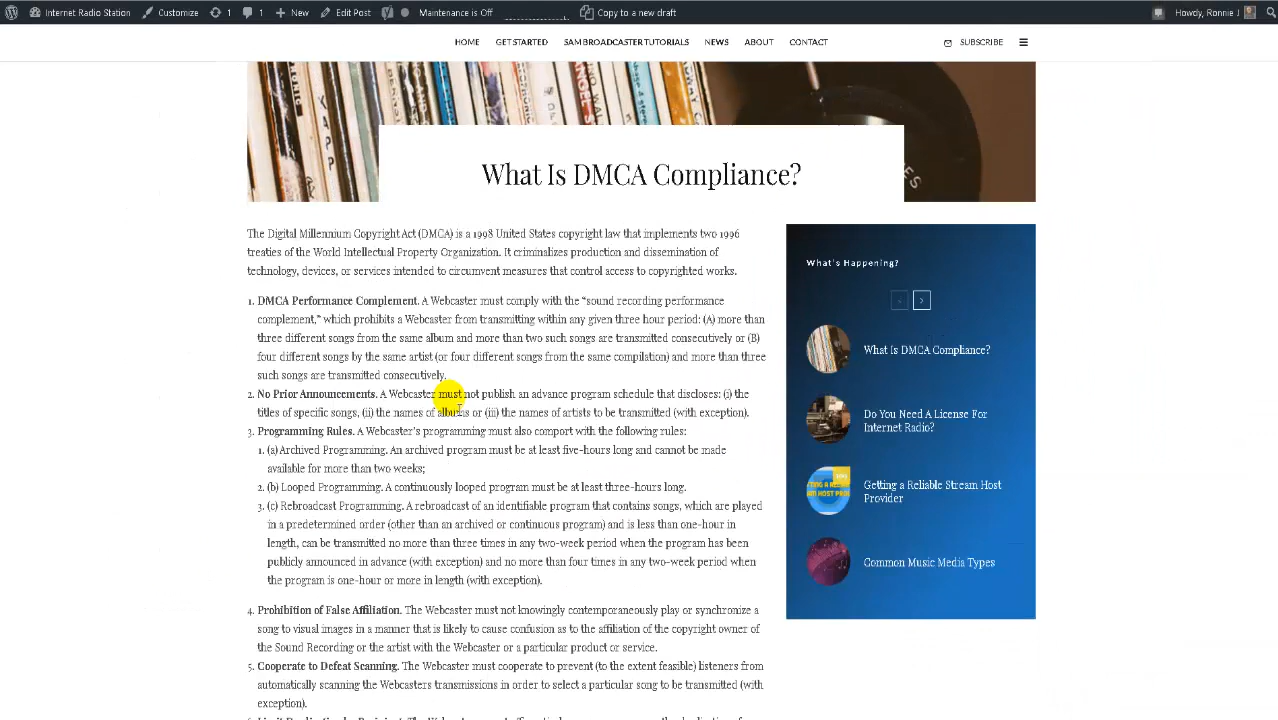 Internet Radio Station Customize 1 1 New Edit Post Maintenance is Off Copy to a new draft Howdy, Ronnie J
HOME GET STARTED SAM BROADCASTER TUTORIALS NEWS ABOUT CONTACT SUBSCRIBE
What Is DMCA Compliance?
The Digital Millennium Copyright Act (DMCA) is a 1998 United States copyright law that implements two 1996
treaties of the World Intellectual Property Organization. It criminalizes production and dissemination of
technology, devices, or services intended to circumvent measures that control access to copyrighted works.
1. DMCA Performance Complement. A Webcaster must comply with the “sound recording performance
complement,” which prohibits a Webcaster from transmitting within any given three hour period: (A) more than
three different songs from the same album and more than two such songs are transmitted consecutively or (B)
four different songs by the same artist (or four different songs from the same compilation) and more than three
such songs are transmitted consecutively.
2. No Prior Announcements. A Webcaster must not publish an advance program schedule that discloses: (i) the
titles of specific songs, (ii) the names of albums or (iii) the names of artists to be transmitted (with exception).
3. Programming Rules. A Webcaster’s programming must also comport with the following rules:
1. (a) Archived Programming. An archived program must be at least five-hours long and cannot be made
available for more than two weeks;
2. (b) Looped Programming. A continuously looped program must be at least three-hours long.
3. (c) Rebroadcast Programming. A rebroadcast of an identifiable program that contains songs, which are played
in a predetermined order (other than an archived or continuous program) and is less than one-hour in
length, can be transmitted no more than three times in any two-week period when the program has been
publicly announced in advance (with exception) and no more than four times in any two-week period when
the program is one-hour or more in length (with exception).
4. Prohibition of False Affiliation. The Webcaster must not knowingly contemporaneously play or synchronize a
song to visual images in a manner that is likely to cause confusion as to the affiliation of the copyright owner of
the Sound Recording or the artist with the Webcaster or a particular product or service.
5. Cooperate to Defeat Scanning. The Webcaster must cooperate to prevent (to the extent feasible) listeners from
automatically scanning the Webcasters transmissions in order to select a particular song to be transmitted (with
exception).
What's Happening?
What Is DMCA Compliance?
Do You Need A License For
Internet Radio?
Getting a Reliable Stream Host
Provider
Common Music Media Types